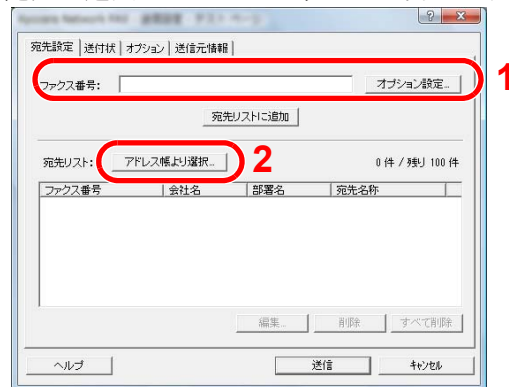 宛先設定 送付状 オプション 送信元情報
ファクス番号: オプション設定... 1
宛先リストに追加
宛先リスト: アドレス帳より選択... 2 0 件 / 残り 100 件
ファクス番号 会社名 部署名 宛先名称
編集... 削除 すべて削除
ヘルプ 送信 キャンセル